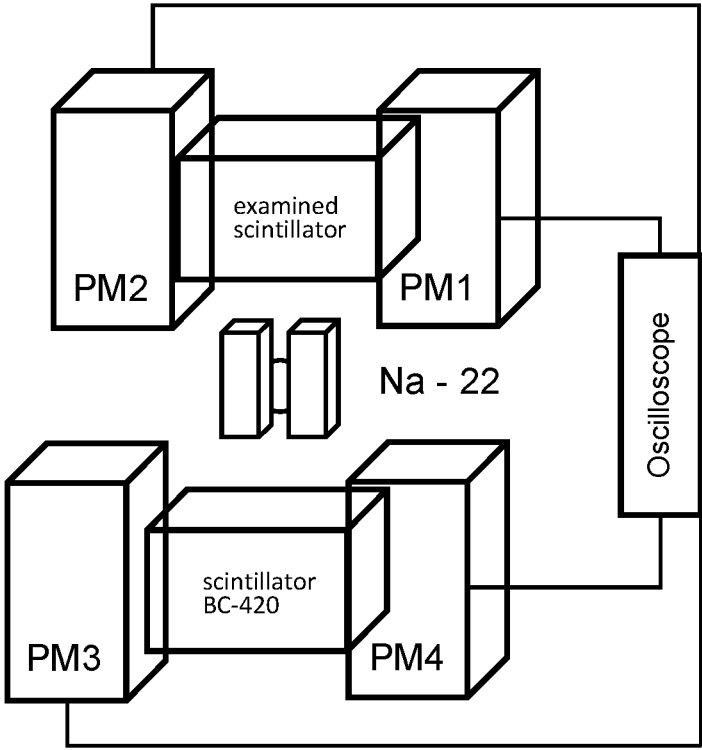 examined
scintillator
PM2
PM1
Na - 22
Oscilloscope
scintillator
BC-420
PM3
PM4